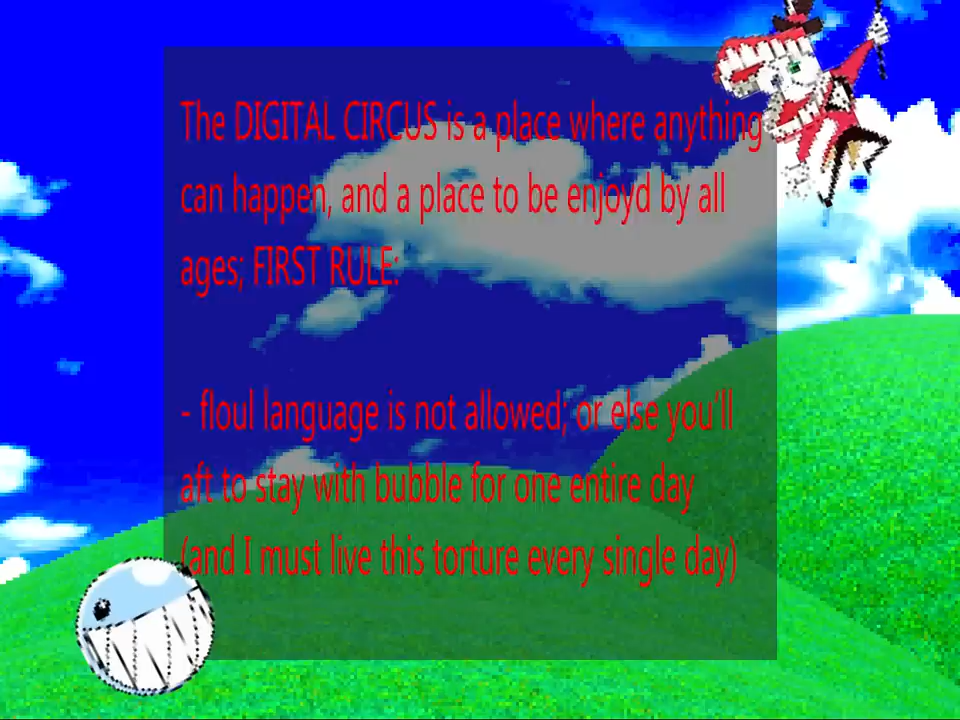 The DIGITAL CIRCUS is a place where anything
can happen, and a place to be enjoyd by all
ages; FIRST RULE:
- floul language is not allowed; or else you'll
aft to stay with bubble for one entire day
(and I must live this torture every single day)